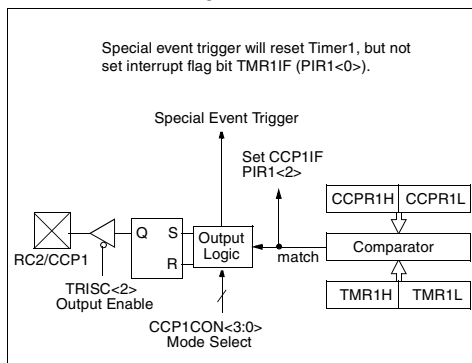 Special event trigger will reset Timer1, but not
set interrupt flag bit TMR1IF (PIR1<0>).
Special Event Trigger
Set CCP1IF
PIR1<2>
CCPR1H CCPR1L
Q S Output
R Logic
match
Comparator
RC2/CCP1
TRISC<2>
Output Enable
TMR1H TMR1L
CCP1CON<3:0>
Mode Select